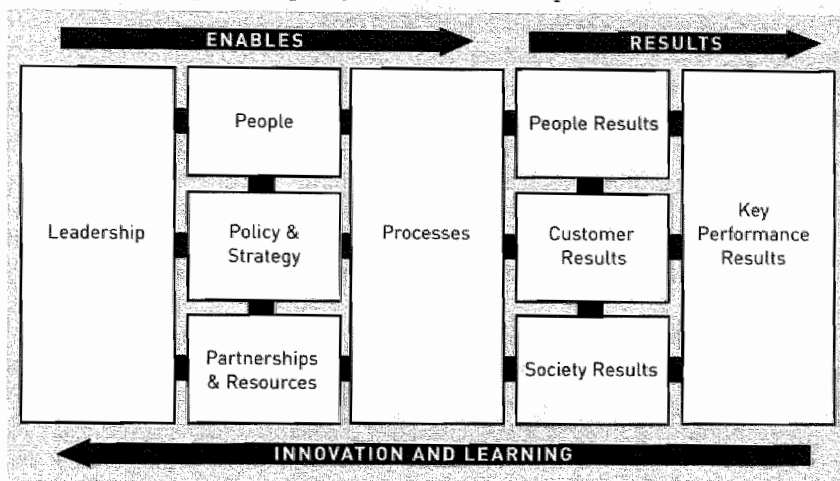 ENABLES
RESULTS
Leadership
People
Policy &
Strategy
Partnerships
& Resources
Processes
People Results
Customer
Results
Society Results
Key
Performance
Results
INNOVATION AND LEARNING